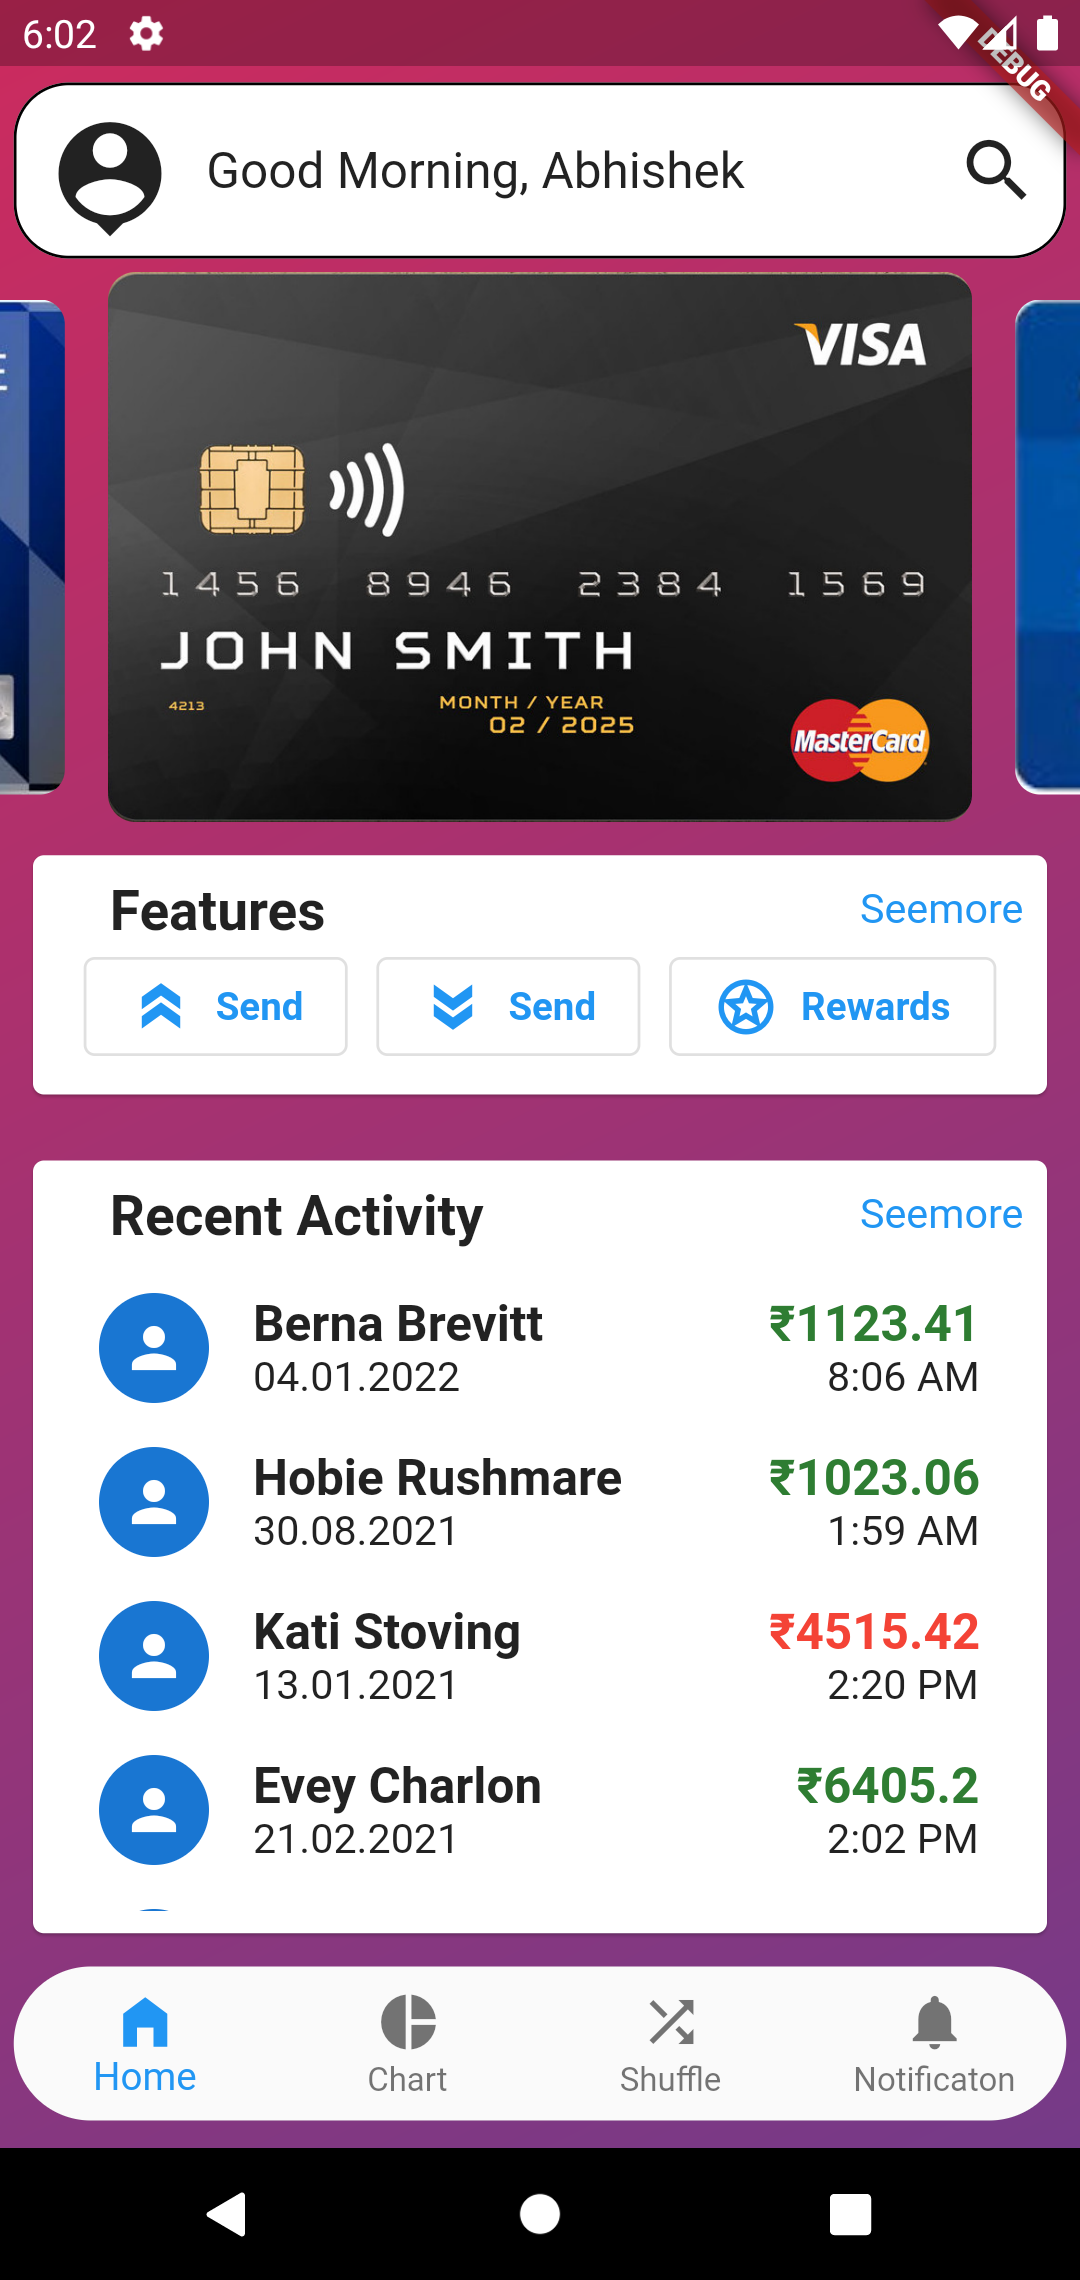 6:02
DEBUG
Good Morning, Abhishek
E
VISA
1456 8946 2384 1569
JOHN SMITH
4213
MONTH / YEAR
02 / 2025
MasterCard
Features
Seemore
Send
Send
Rewards
Recent Activity
Seemore
Berna Brevitt
₹1123.41
04.01.2022
8:06 AM
Hobie Rushmare
₹1023.06
30.08.2021
1:59 AM
Kati Stoving
₹4515.42
13.01.2021
2:20 PM
Evey Charlon
₹6405.2
21.02.2021
2:02 PM
Home
Chart
Shuffle
Notificaton